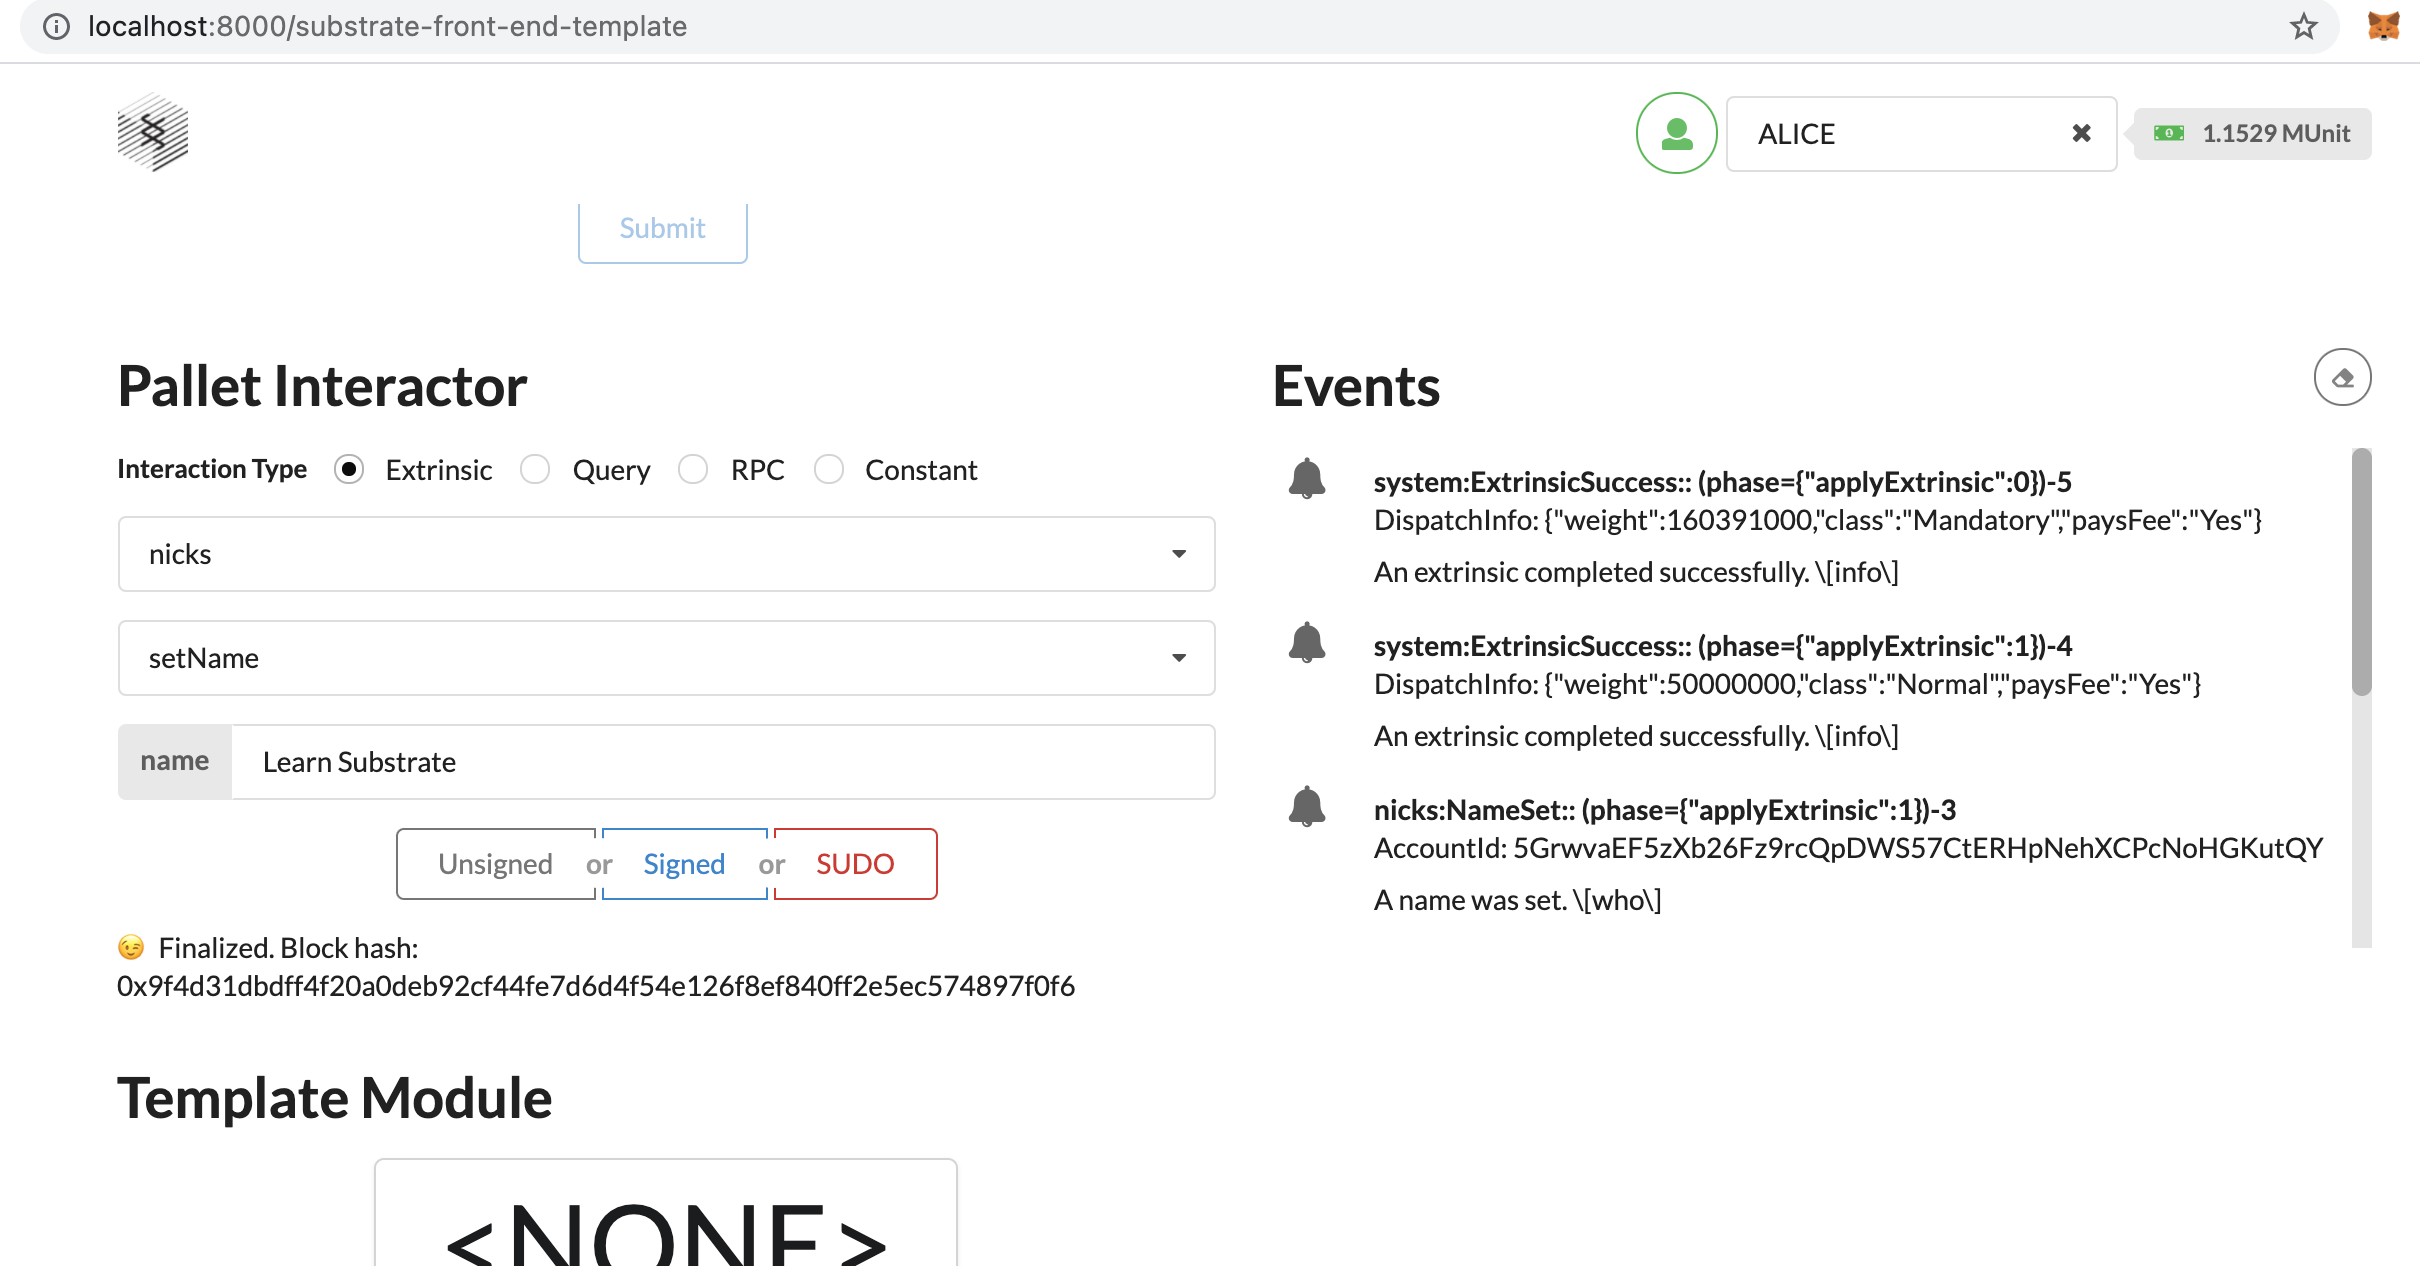 localhost:8000/substrate-front-end-template
ALICE
1.1529 MUnit
Submit
Pallet Interactor
Interaction Type Extrinsic Query RPC Constant
nicks
setName
name Learn Substrate
Unsigned or Signed or SUDO
😉 Finalized. Block hash:
0x9f4d31dbdff4f20a0deb92cf44fe7d6d4f54e126f8ef840ff2e5ec574897f0f6
Template Module
<NONE>
Events
system:ExtrinsicSuccess:: (phase={"applyExtrinsic":0})-5
DispatchInfo: {"weight":160391000,"class":"Mandatory","paysFee":"Yes"}
An extrinsic completed successfully. \[info\]
system:ExtrinsicSuccess:: (phase={"applyExtrinsic":1})-4
DispatchInfo: {"weight":50000000,"class":"Normal","paysFee":"Yes"}
An extrinsic completed successfully. \[info\]
nicks:NameSet:: (phase={"applyExtrinsic":1})-3
AccountId: 5GrwvaEF5zXb26Fz9rcQpDWS57CtERHpNehXCPcNoHGKutQY
A name was set. \[who\]